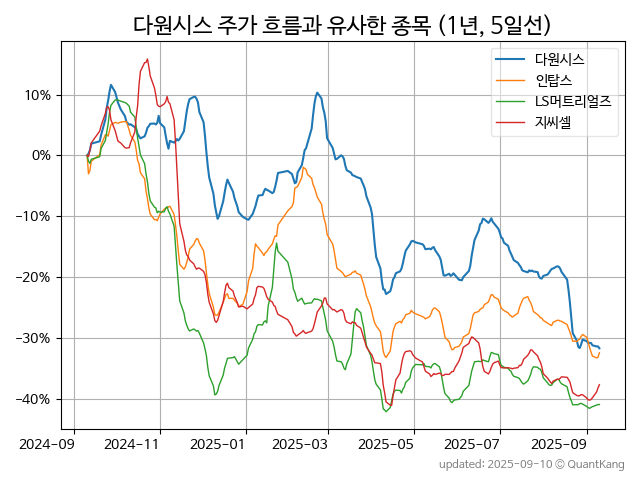 다원시스 주가 흐름과 유사한 종목 (1년, 5일선)
다원시스
인탑스
LS머트리얼즈
지씨셀
10%
0%
−10%
−20%
−30%
−40%
2024-09
2024-11
2025-01
2025-03
2025-05
2025-07
2025-09
updated: 2025-09-10 © QuantKang